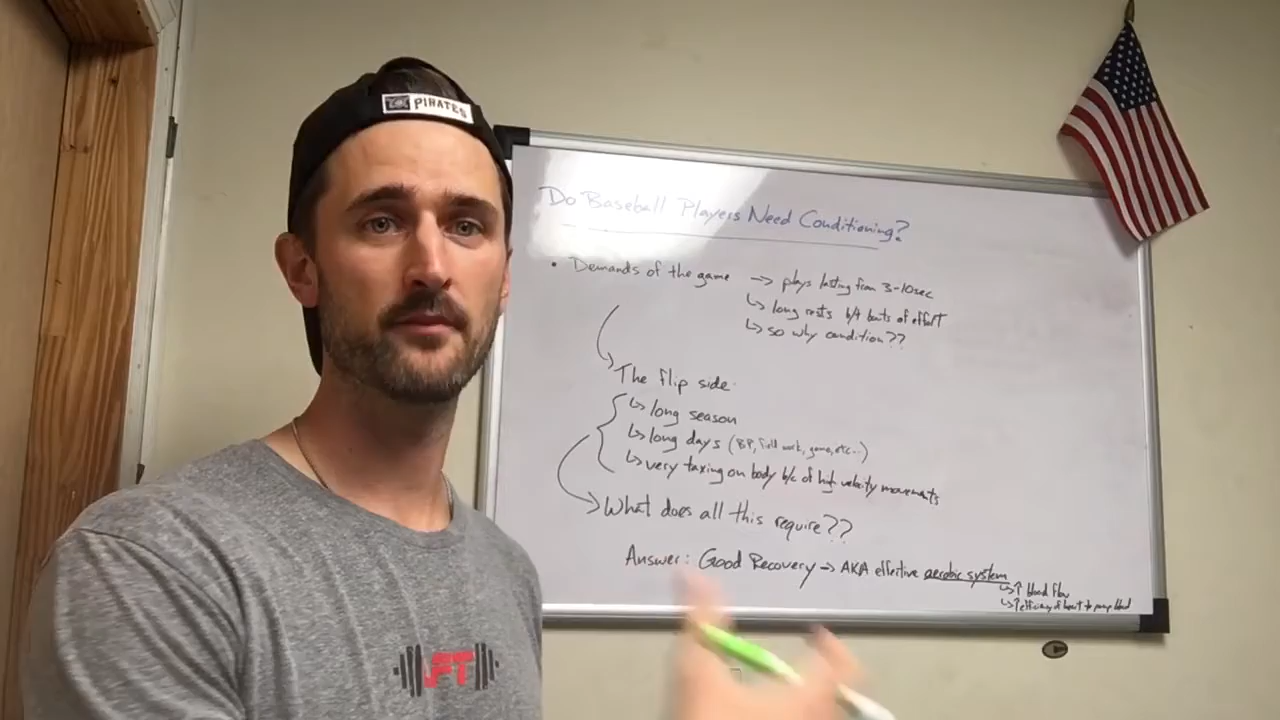 PIRATES
Do Baseball Players Need Conditioning?
• Demands of the game → plays lasting from 3-10sec
↳ long rests b/t bouts of effort
↳ so why condition??
The flip side:
↳ long season
↳ long days (BP, field work, game, etc...)
↳ very taxing on body b/c of high velocity movements
What does all this require??
Answer: Good Recovery → AKA effective aerobic system
↳ ↑ blood flow
↳ ↑ efficiency of heart to pump blood
LFT